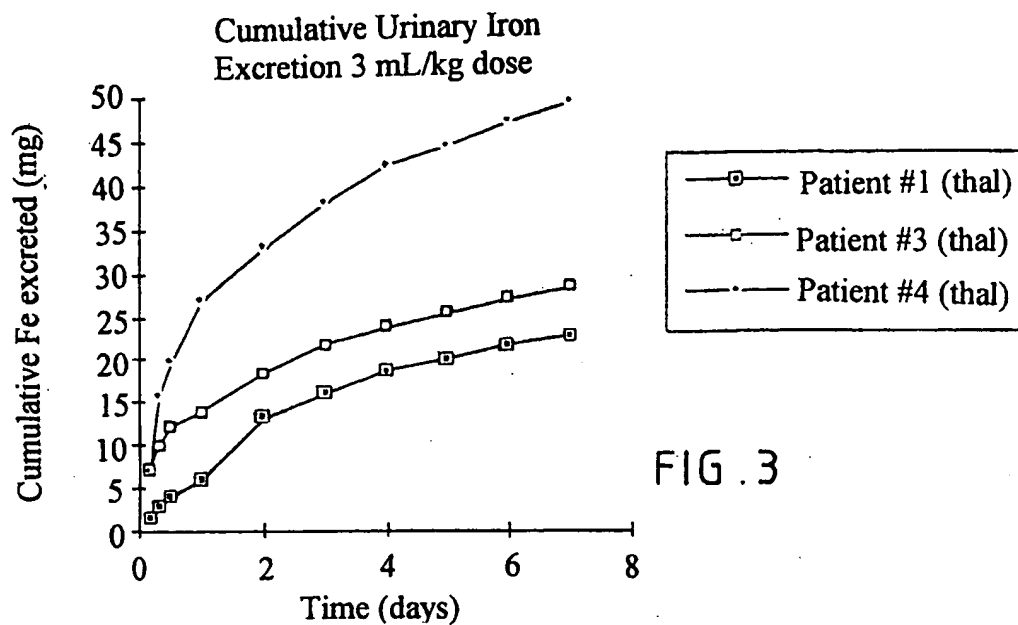 Cumulative Urinary Iron
Excretion 3 mL/kg dose
Cumulative Fe excreted (mg)
50
45
40
35
30
25
20
15
10
5
0
0 2 4 6 8
Time (days)
Patient #1 (thal)
Patient #3 (thal)
Patient #4 (thal)
FIG.3